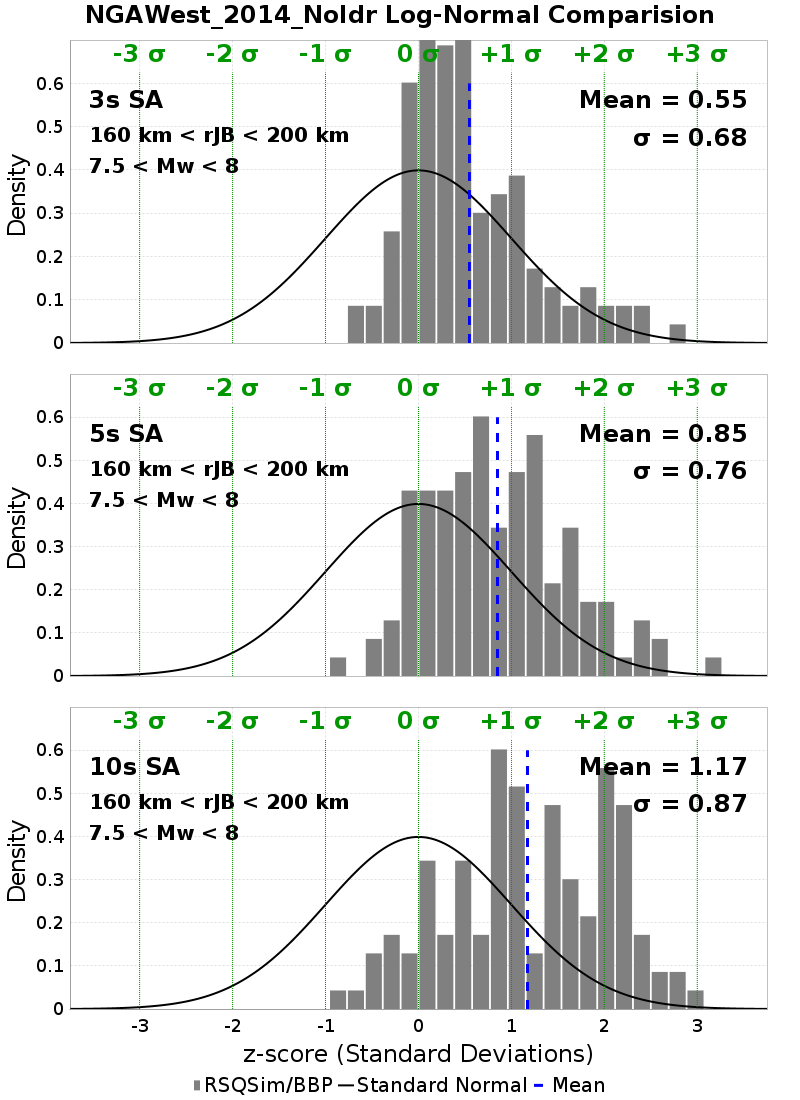 NGAWest_2014_NoIdr Log-Normal Comparision
-3 σ -2 σ -1 σ 0 σ +1 σ +2 σ +3 σ
3s SA
160 km < rJB < 200 km
7.5 < Mw < 8
Mean = 0.55
σ = 0.68
0.6
0.5
0.4
0.3
0.2
0.1
0
Density
-3 σ -2 σ -1 σ 0 σ +1 σ +2 σ +3 σ
5s SA
160 km < rJB < 200 km
7.5 < Mw < 8
Mean = 0.85
σ = 0.76
0.6
0.5
0.4
0.3
0.2
0.1
0
Density
-3 σ -2 σ -1 σ 0 σ +1 σ +2 σ +3 σ
10s SA
160 km < rJB < 200 km
7.5 < Mw < 8
Mean = 1.17
σ = 0.87
0.6
0.5
0.4
0.3
0.2
0.1
0
Density
-3 -2 -1 0 1 2 3
z-score (Standard Deviations)
RSQSim/BBP Standard Normal Mean